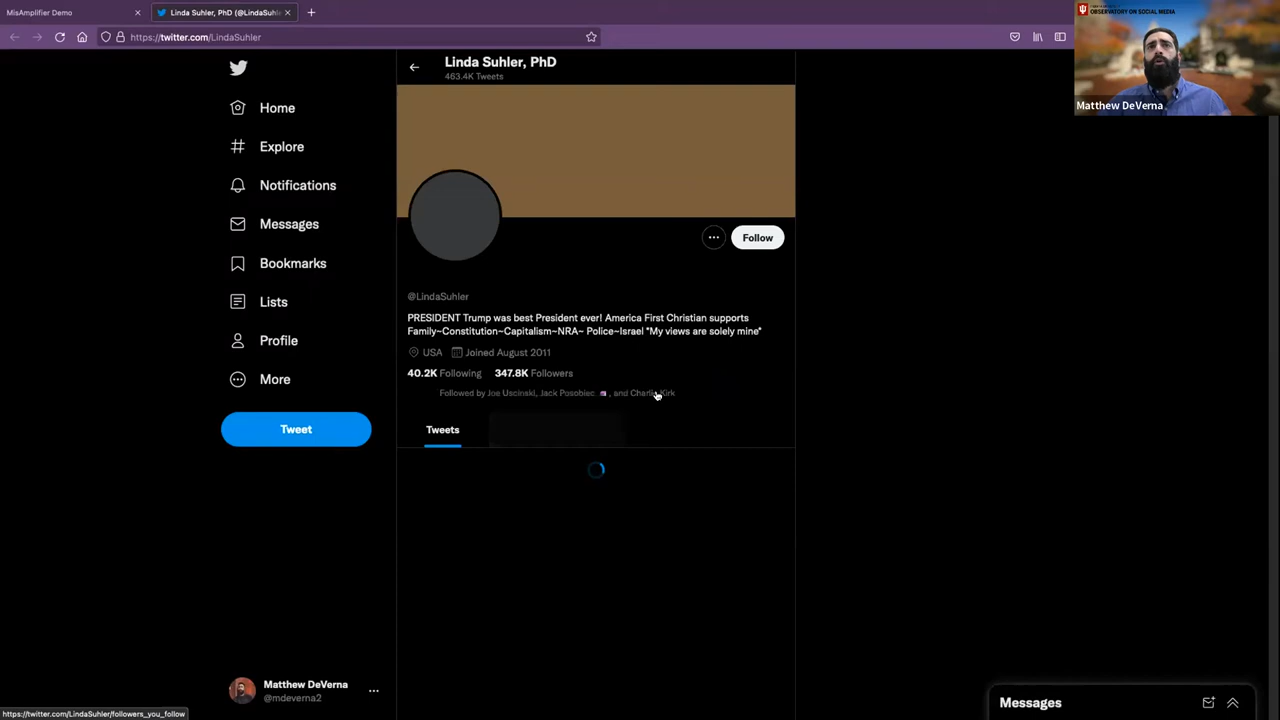 MisAmplifier Demo
Linda Suhler, PhD (@LindaSuhle
https://twitter.com/LindaSuhler
OBSERVATORY ON SOCIAL MEDIA
Matthew DeVerna
Linda Suhler, PhD
463.4K Tweets
Home
Explore
Notifications
Messages
Bookmarks
Lists
Profile
More
Tweet
Follow
@LindaSuhler
PRESIDENT Trump was best President ever! America First Christian supports
Family~Constitution~Capitalism~NRA~ Police~Israel *My views are solely mine*
USA Joined August 2011
40.2K Following 347.8K Followers
Followed by Joe Uscinski, Jack Posobiec , and Charlie Kirk
Tweets
Matthew DeVerna
@mdeverna2
Messages
https://twitter.com/LindaSuhler/followers_you_follow